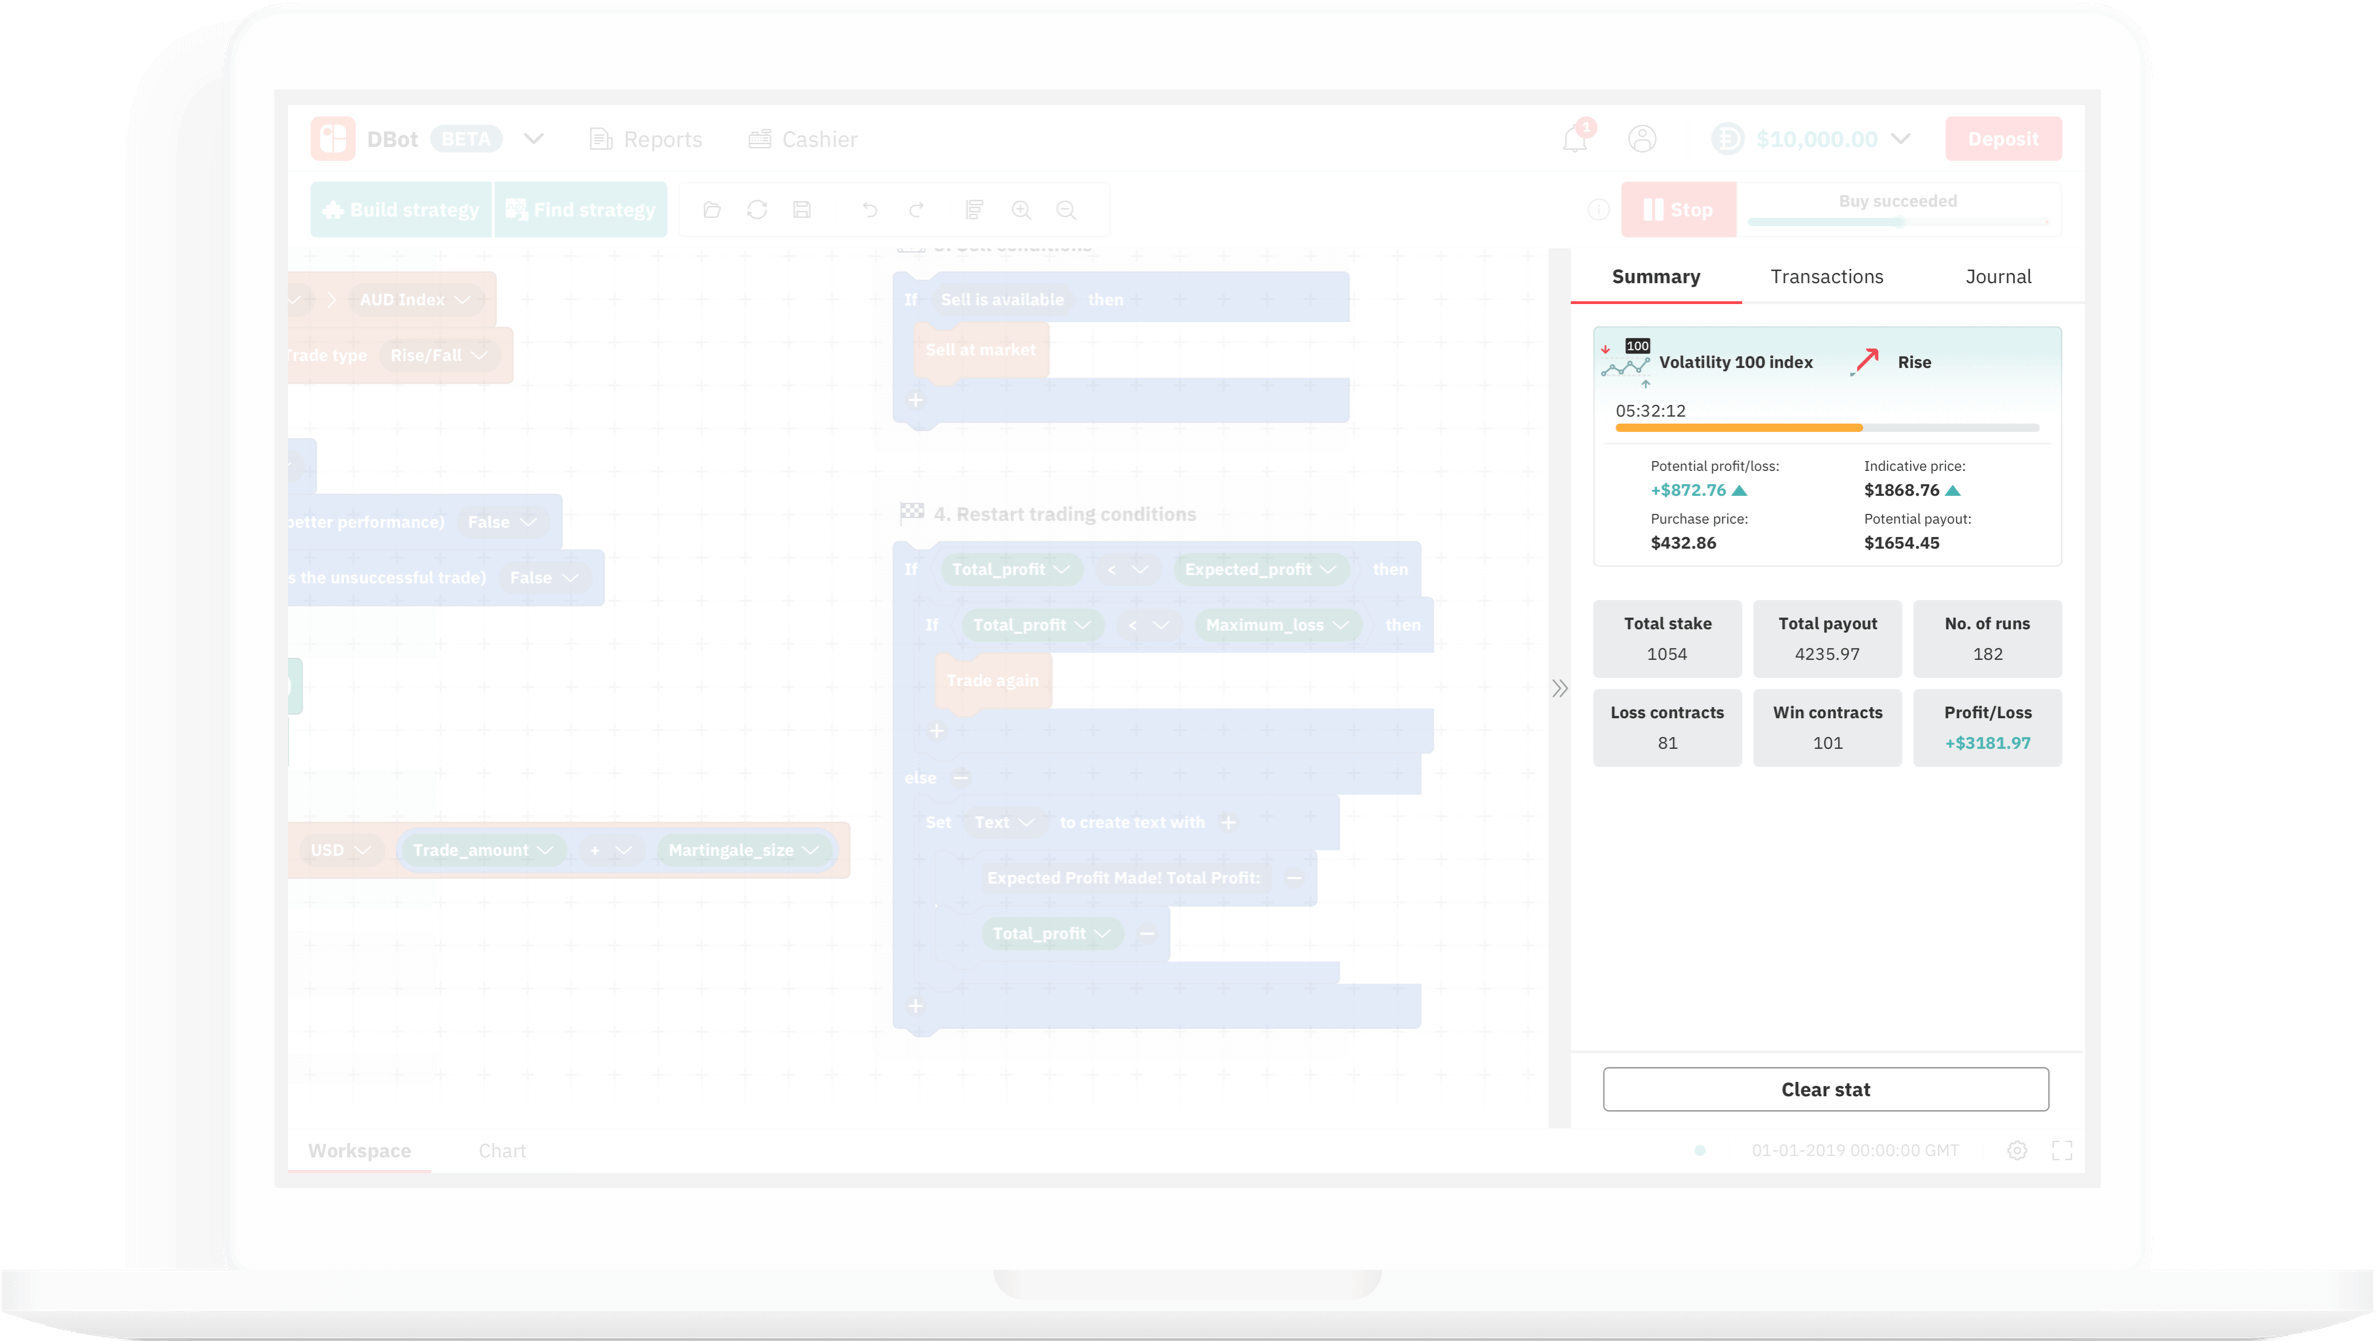 DBot BETA Reports Cashier 1 $10,000.00 Deposit
Build strategy Find strategy Stop Buy succeeded
3. Sell conditions
AUD Index
Trade type Rise/Fall
better performance) False
s the unsuccessful trade) False
USD Trade_amount + Martingale_size
If Sell is available then
Sell at market
4. Restart trading conditions
If Total_profit < Expected_profit then
If Total_profit < Maximum_loss then
Trade again
else
Set Text to create text with
Expected Profit Made! Total Profit:
Total_profit
Summary Transactions Journal
100 Volatility 100 index Rise
05:32:12
Potential profit/loss: Indicative price:
+$872.76 $1868.76
Purchase price: Potential payout:
$432.86 $1654.45
Total stake Total payout No. of runs
1054 4235.97 182
Loss contracts Win contracts Profit/Loss
81 101 +$3181.97
Clear stat
Workspace Chart 01-01-2019 00:00:00 GMT